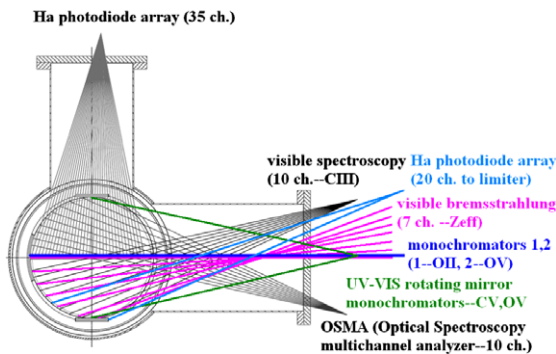 Ha photodiode array (35 ch.)
visible spectroscopy
(10 ch.--CIII)
Ha photodiode array
(20 ch. to limiter)
visible bremsstrahlung
(7 ch. --Zeff)
monochromators 1,2
(1--OII, 2--OV)
UV-VIS rotating mirror
monochromators--CV,OV
OSMA (Optical Spectroscopy
multichannel analyzer--10 ch.)